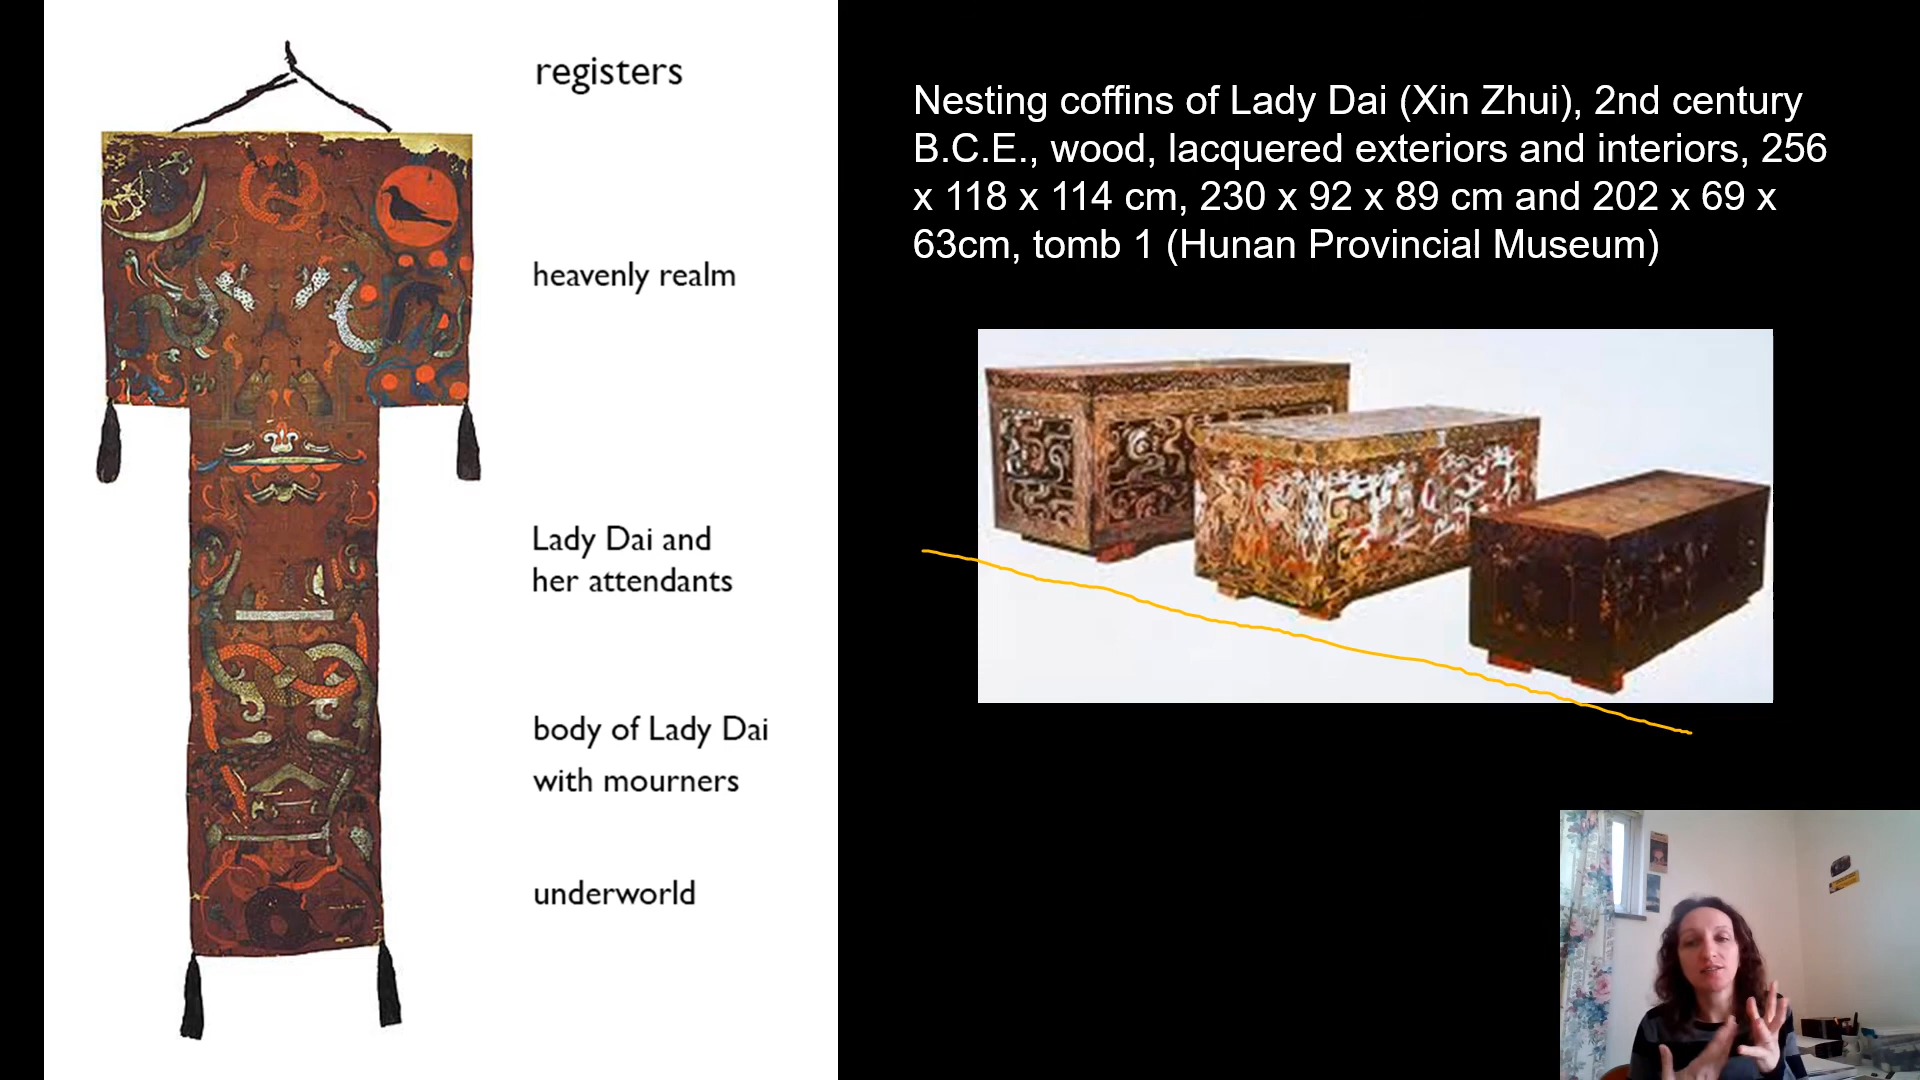 registers
heavenly realm
Lady Dai and
her attendants
body of Lady Dai
with mourners
underworld
Nesting coffins of Lady Dai (Xin Zhui), 2nd century
B.C.E., wood, lacquered exteriors and interiors, 256
x 118 x 114 cm, 230 x 92 x 89 cm and 202 x 69 x
63cm, tomb 1 (Hunan Provincial Museum)